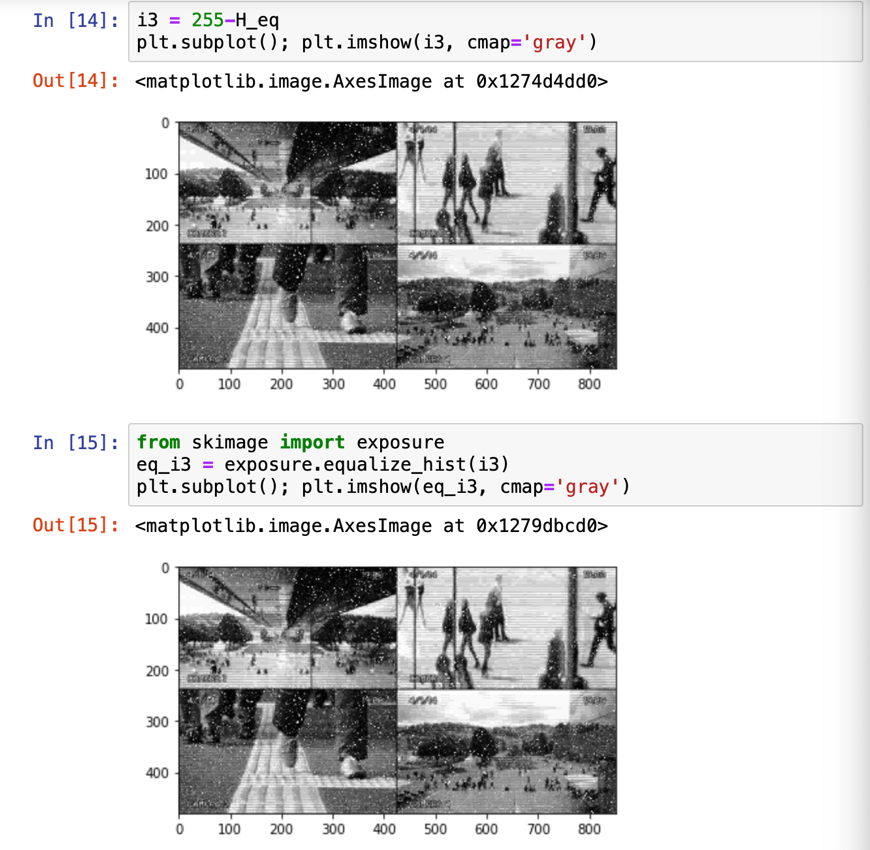 In [14]: i3 = 255-H_eq
plt.subplot(); plt.imshow(i3, cmap='gray')
Out[14]: <matplotlib.image.AxesImage at 0x1274d4dd0>
0
100
200
300
400
0 100 200 300 400 500 600 700 800
In [15]: from skimage import exposure
eq_i3 = exposure.equalize_hist(i3)
plt.subplot(); plt.imshow(eq_i3, cmap='gray')
Out[15]: <matplotlib.image.AxesImage at 0x1279dbcd0>
0
100
200
300
400
0 100 200 300 400 500 600 700 800